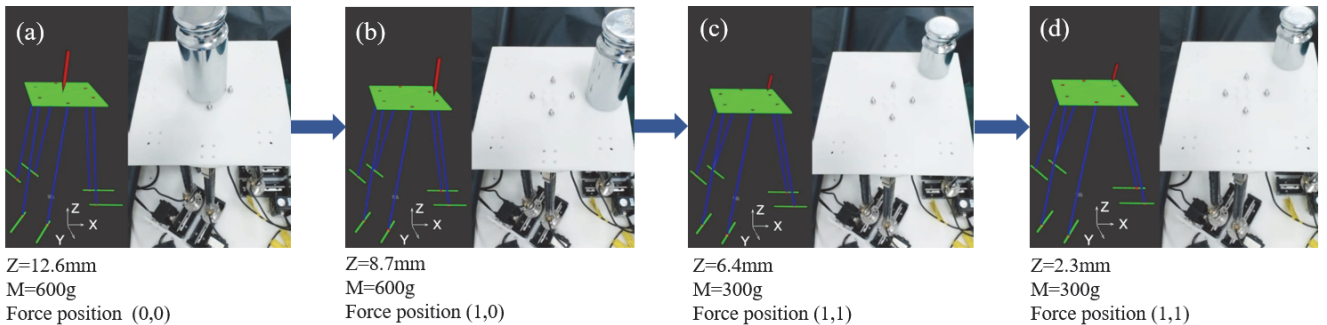 (a)
Z
X
Y
Z=12.6mm
M=600g
Force position (0,0)
(b)
Z
X
Y
Z=8.7mm
M=600g
Force position (1,0)
(c)
Z
X
Y
Z=6.4mm
M=300g
Force position (1,1)
(d)
Z
X
Y
Z=2.3mm
M=300g
Force position (1,1)